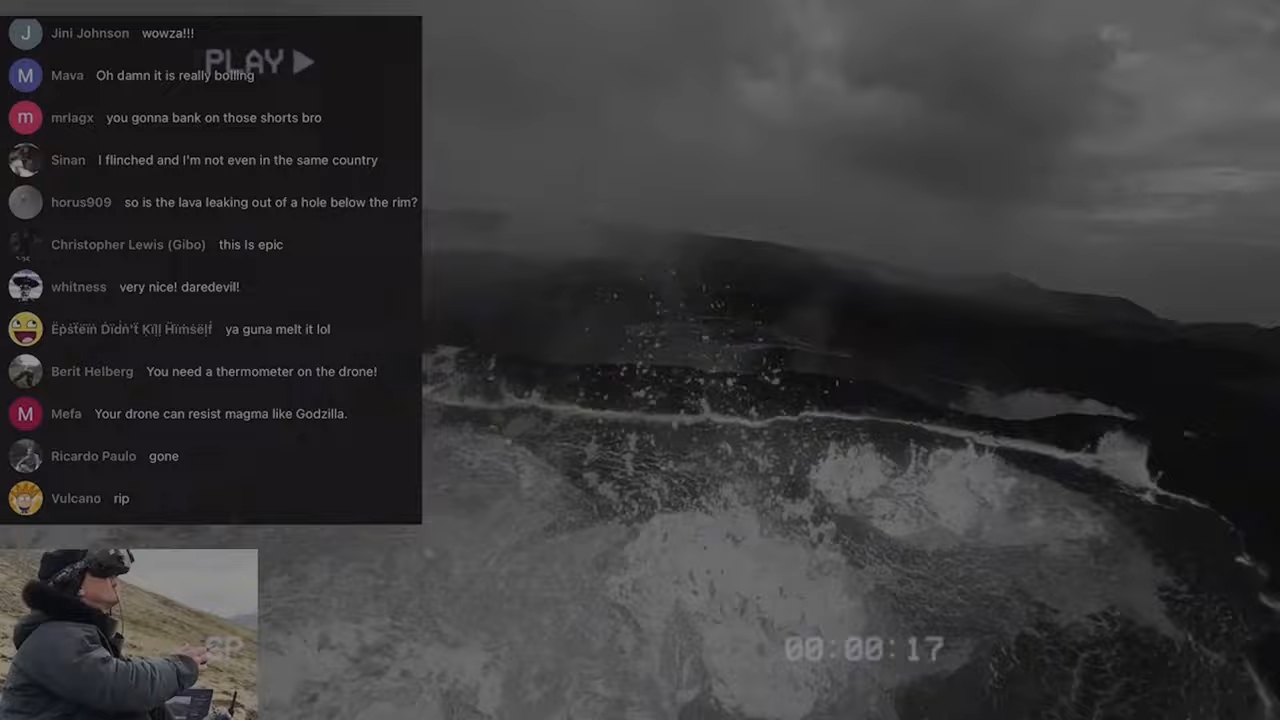 J Jini Johnson wowza!!!
PLAY
M Mava Oh damn it is really boiling
m mrlagx you gonna bank on those shorts bro
Sinan I flinched and I'm not even in the same country
horus909 so is the lava leaking out of a hole below the rim?
Christopher Lewis (Gibo) this Is epic
whitness very nice! daredevil!
Epstein Didn't Kill Himself ya guna melt it lol
Berit Helberg You need a thermometer on the drone!
M Mefa Your drone can resist magma like Godzilla.
Ricardo Paulo gone
Vulcano rip
SP
00:00:17